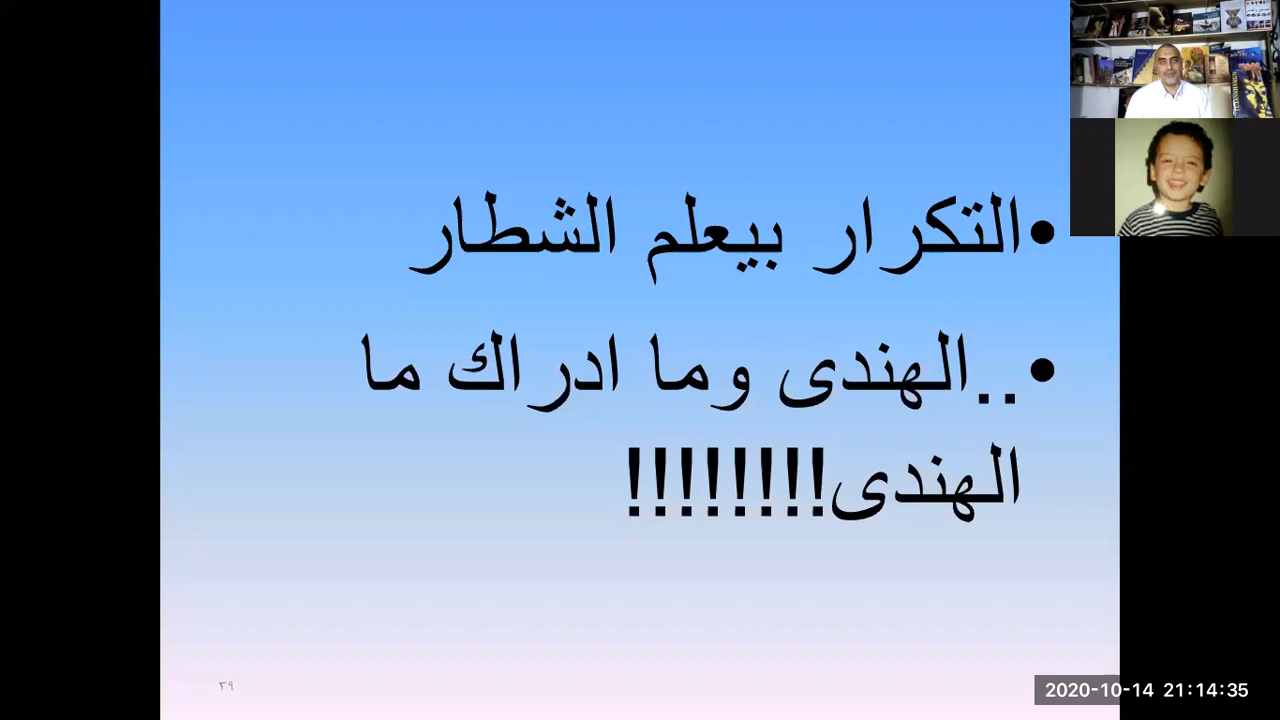 •التكرار بيعلم الشطار
•..الهندى وما ادراك ما
الهندى!!!!!!!!
٣٩
2020-10-14 21:14:35